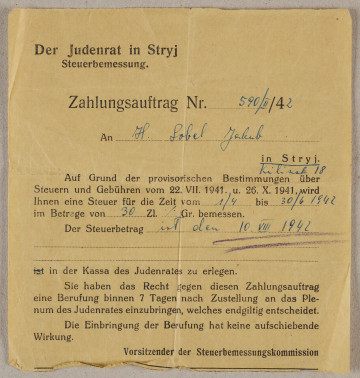 Der Judenrat in Stryj
Steuerbemessung.
Zahlungsauftrag Nr. 590/II/42
An H. Sobel Jakub
in Stryj.
18
Auf Grund der provisorischen Bestimmungen über
Steuern und Gebühren vom 22. VII. 1941. u. 26. X. 1941, wird
Ihnen eine Steuer für die Zeit vom 1/4 bis 30/6 1942
im Betrage von 30 Zl. Gr. bemessen.
Der Steuerbetrag ist den 10. VIII 1942
ist in der Kassa des Judenrates zu erlegen.
Sie haben das Recht gegen diesen Zahlungsauftrag
eine Berufung binnen 7 Tagen nach Zustellung an das Ple-
num des Judenrates einzubringen, welches endgiltig entscheidet.
Die Einbringung der Berufung hat keine aufschiebende
Wirkung.
Vorsitzender der Steuerbemessungskommission